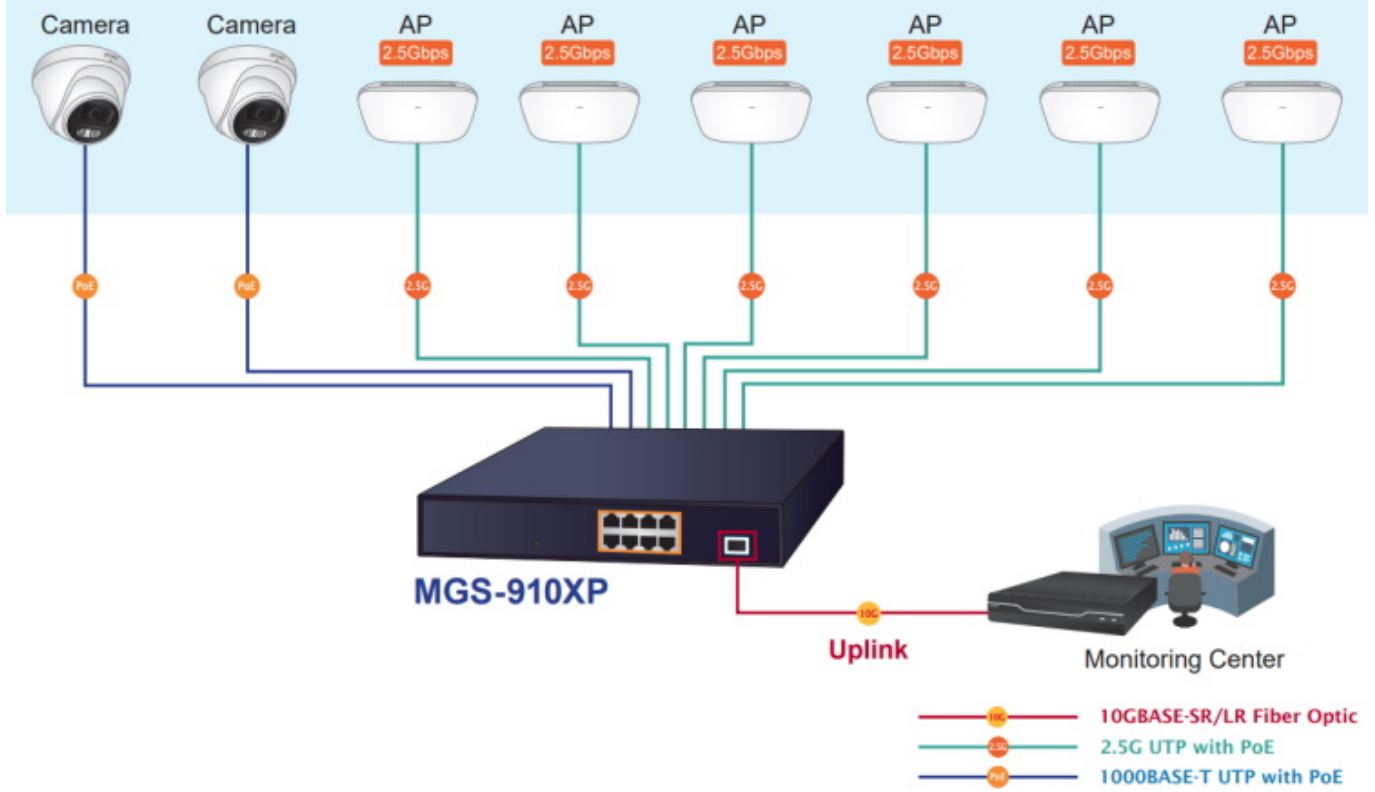 Camera
Camera
AP
AP
AP
AP
AP
AP
2.5Gbps
2.5Gbps
2.5Gbps
2.5Gbps
2.5Gbps
2.5Gbps
PoE
PoE
2.5G
2.5G
2.5G
2.5G
2.5G
2.5G
MGS-910XP
10G
Uplink
Monitoring Center
10G
10GBASE-SR/LR Fiber Optic
2.5G
2.5G UTP with PoE
PoE
1000BASE-T UTP with PoE